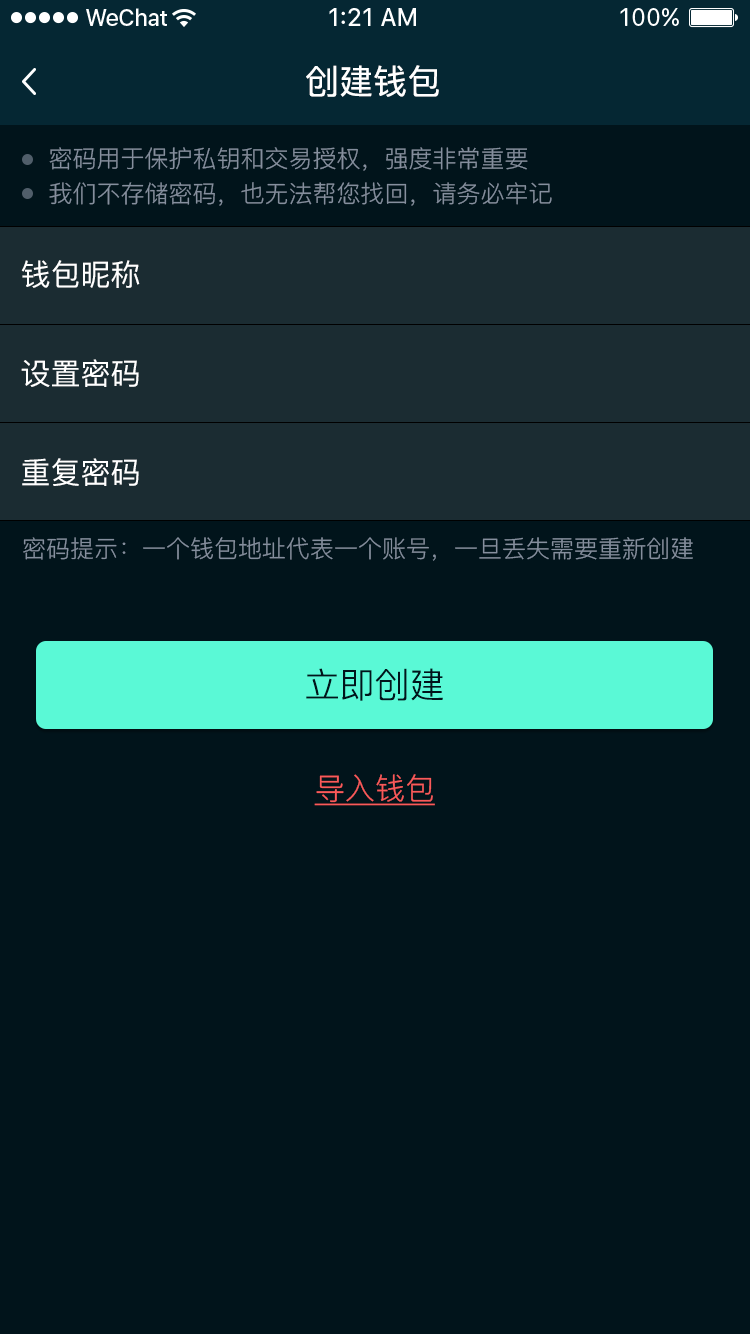 WeChat 1:21 AM 100%
创建钱包
密码用于保护私钥和交易授权，强度非常重要
我们不存储密码，也无法帮您找回，请务必牢记
钱包昵称
设置密码
重复密码
密码提示：一个钱包地址代表一个账号，一旦丢失需要重新创建
立即创建
导入钱包